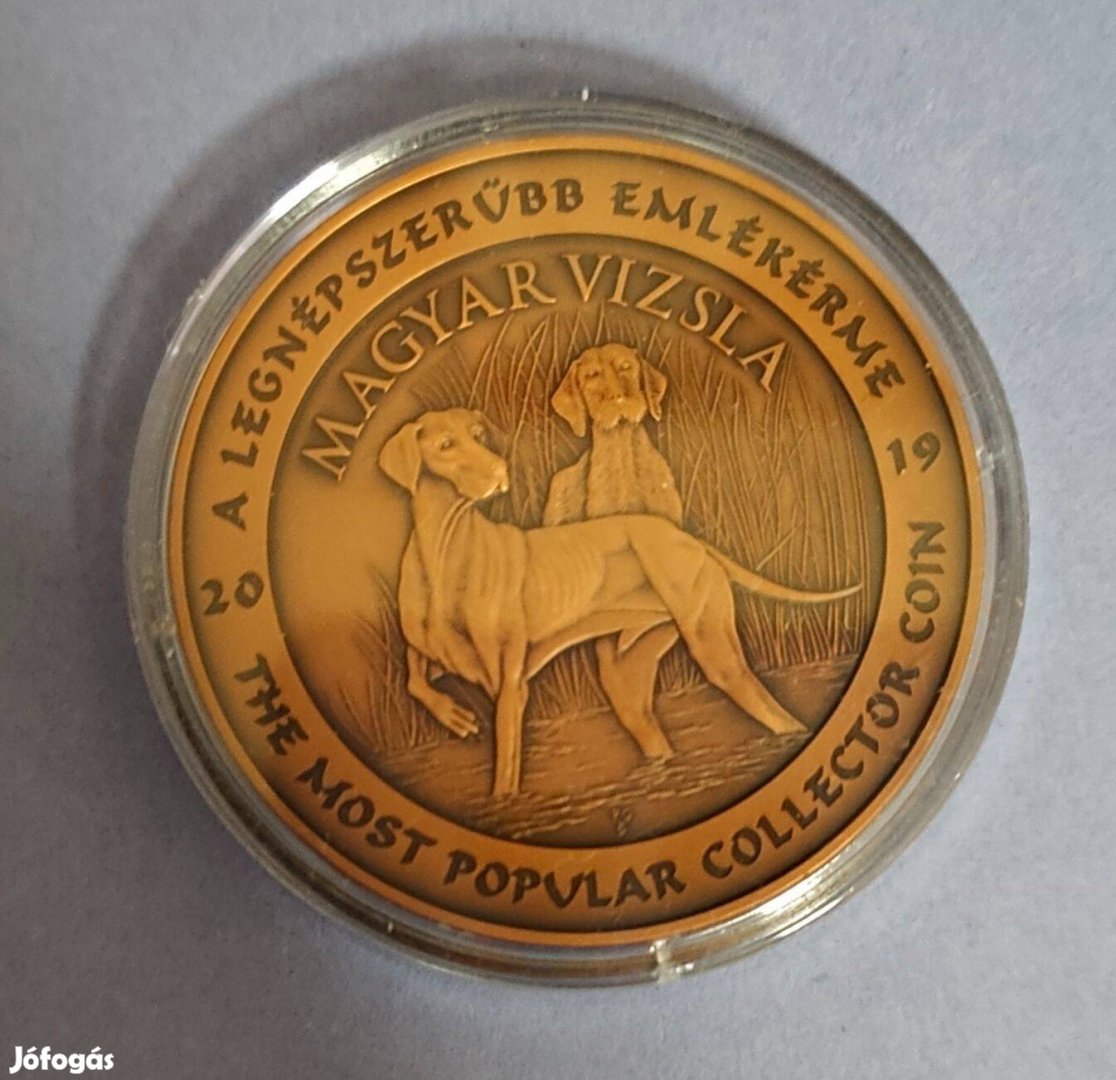 A LEGNÉPSZERŰBB EMLÉKÉRME
MAGYAR VIZSLA
20 19
THE MOST POPULAR COLLECTOR COIN
Jófogás